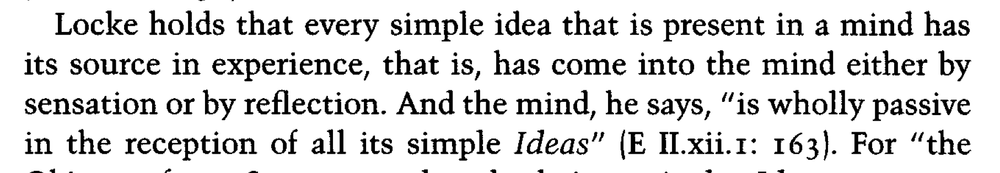 Locke holds that every simple idea that is present in a mind has
its source in experience, that is, has come into the mind either by
sensation or by reflection. And the mind, he says, "is wholly passive
in the reception of all its simple Ideas" (E II.xii.1: 163). For "the